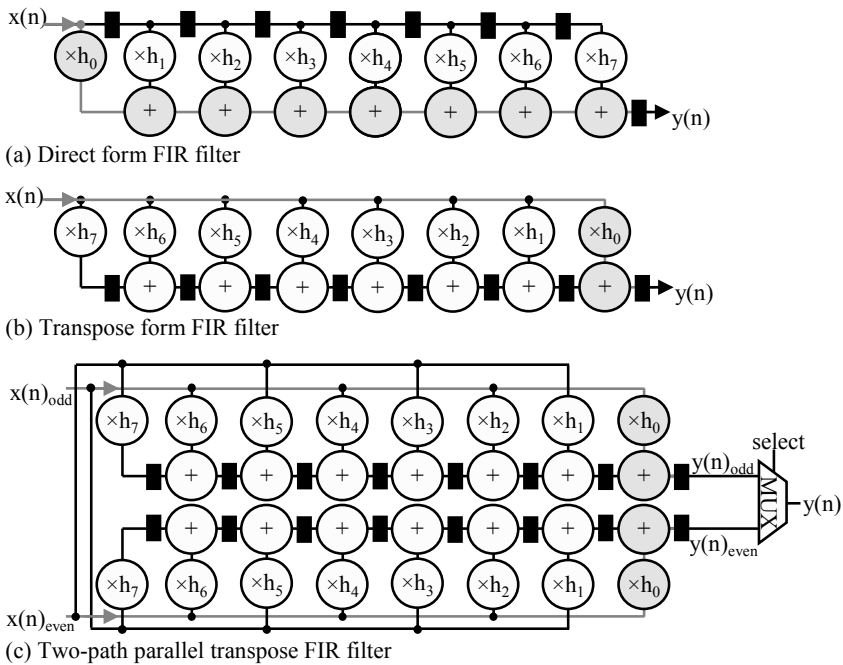 x(n)
×h₀ ×h₁ ×h₂ ×h₃ ×h₄ ×h₅ ×h₆ ×h₇
+ + + + + + +
y(n)
(a) Direct form FIR filter
x(n)
×h₇ ×h₆ ×h₅ ×h₄ ×h₃ ×h₂ ×h₁ ×h₀
+ + + + + + +
y(n)
(b) Transpose form FIR filter
x(n)odd
×h₇ ×h₆ ×h₅ ×h₄ ×h₃ ×h₂ ×h₁ ×h₀
select
+ + + + + + +
y(n)odd
MUX
y(n)
+ + + + + + +
y(n)even
×h₇ ×h₆ ×h₅ ×h₄ ×h₃ ×h₂ ×h₁ ×h₀
x(n)even
(c) Two-path parallel transpose FIR filter